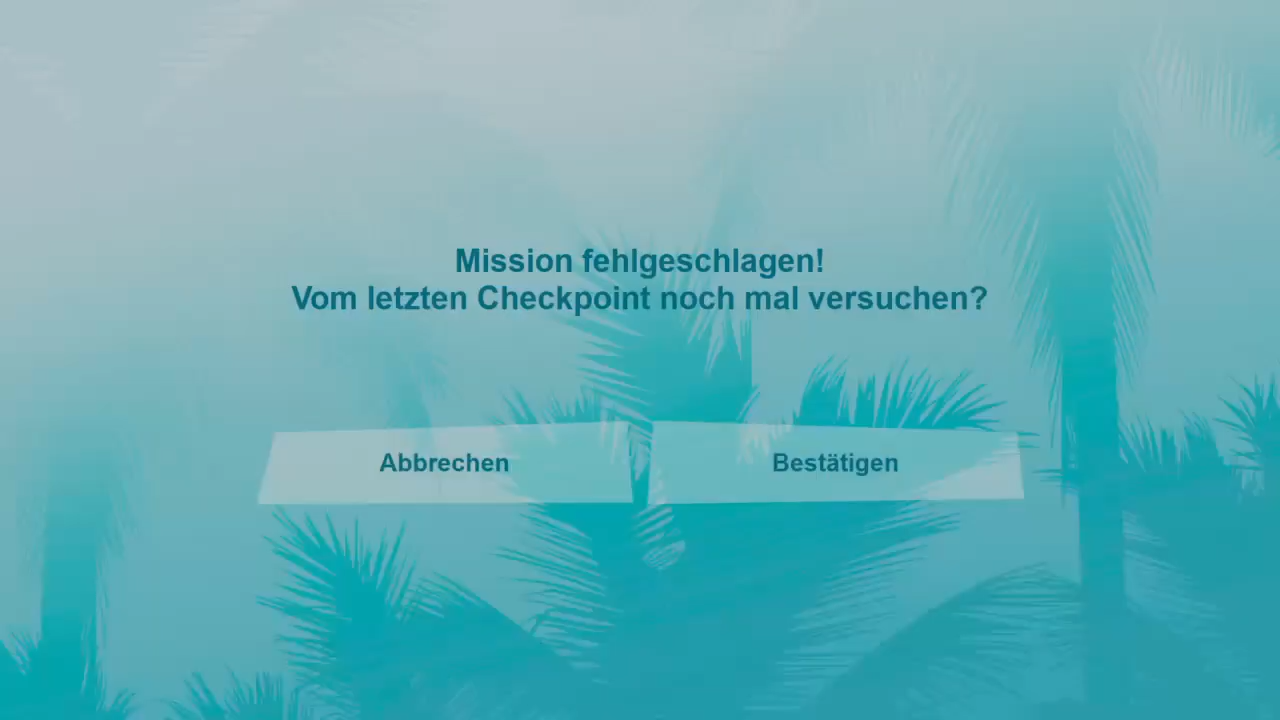 Mission fehlgeschlagen!
Vom letzten Checkpoint noch mal versuchen?
Abbrechen
Bestätigen